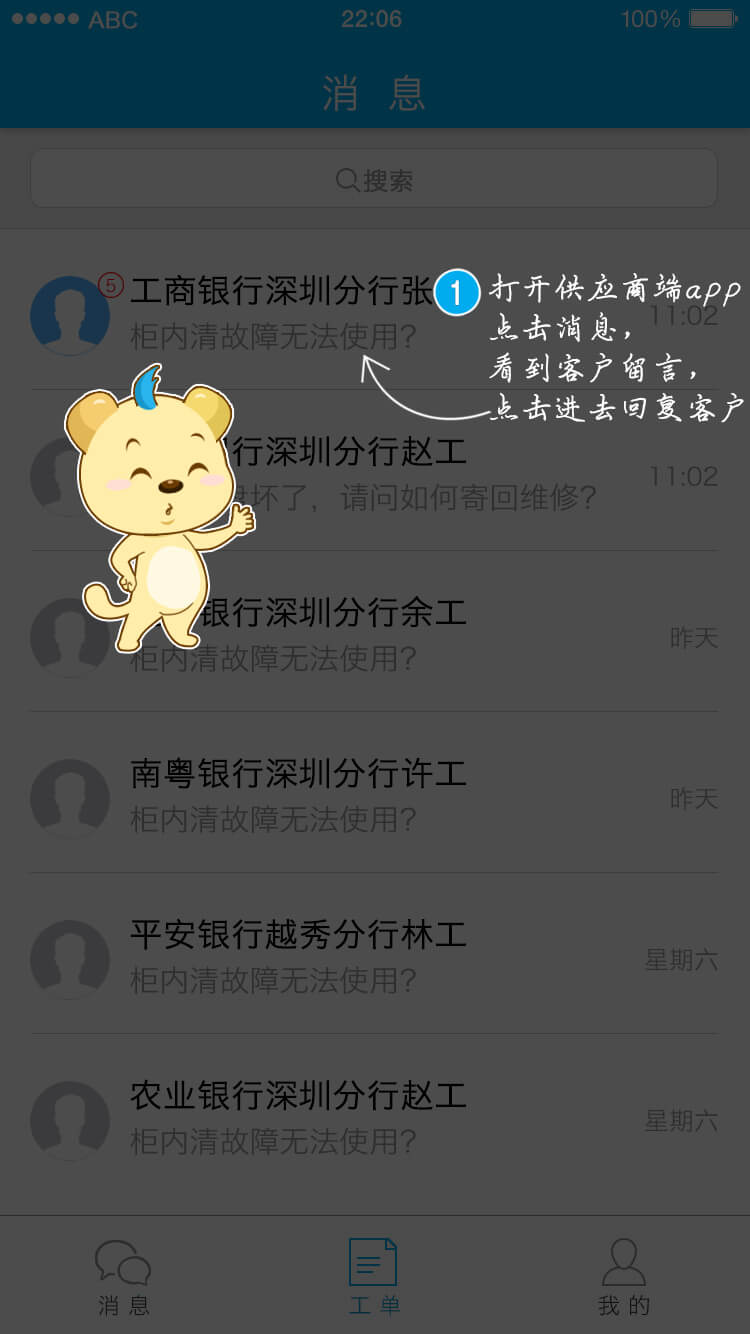 ABC 22:06 100%
消 息
搜索
5 工商银行深圳分行张
柜内清故障无法使用?
11:02
1 打开供应商端app
点击消息，
看到客户留言，
点击进去回复客户
行深圳分行赵工
坏了，请问如何寄回维修?
11:02
银行深圳分行余工
柜内清故障无法使用?
昨天
南粤银行深圳分行许工
柜内清故障无法使用?
昨天
平安银行越秀分行林工
柜内清故障无法使用?
星期六
农业银行深圳分行赵工
柜内清故障无法使用?
星期六
消 息
工 单
我 的